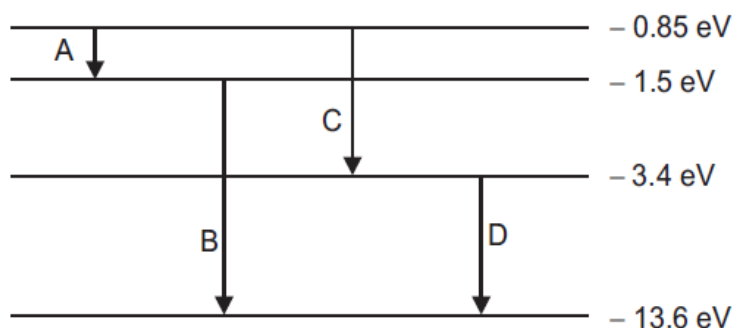 – 0.85 eV
A
– 1.5 eV
C
– 3.4 eV
B
D
– 13.6 eV